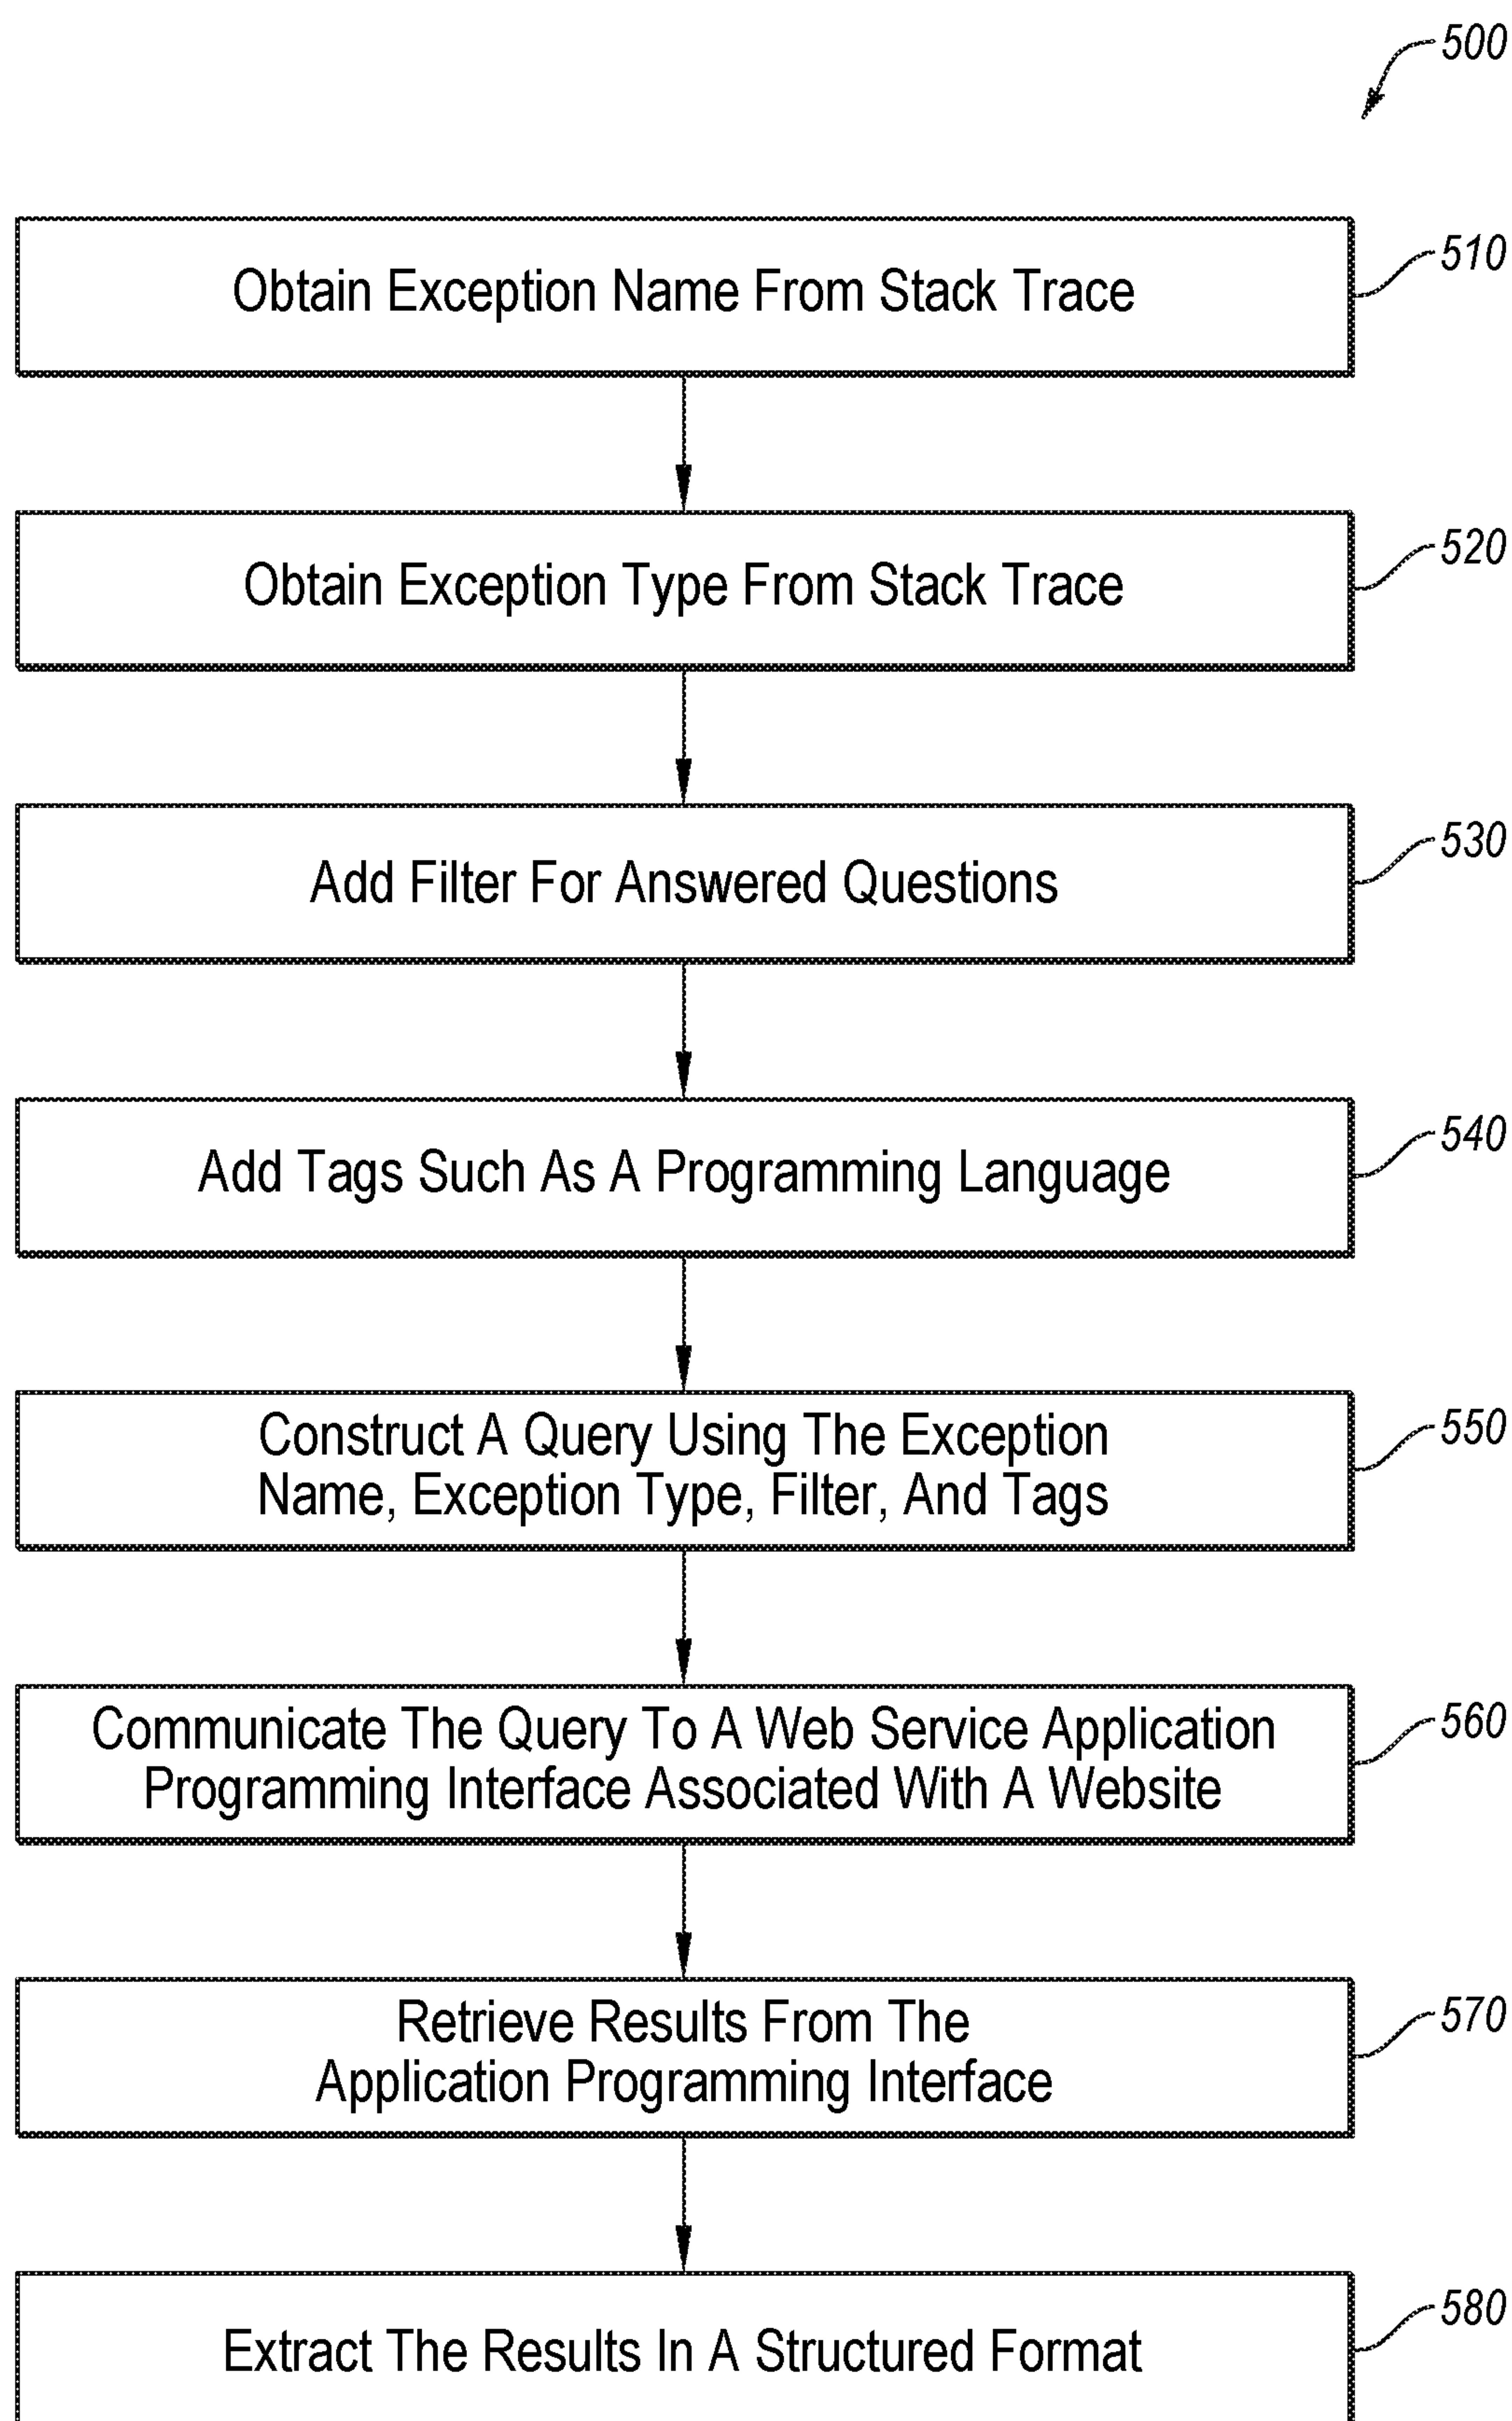 500
Obtain Exception Name From Stack Trace
510
Obtain Exception Type From Stack Trace
520
Add Filter For Answered Questions
530
Add Tags Such As A Programming Language
540
Construct A Query Using The Exception
Name, Exception Type, Filter, And Tags
550
Communicate The Query To A Web Service Application
Programming Interface Associated With A Website
560
Retrieve Results From The
Application Programming Interface
570
Extract The Results In A Structured Format
580